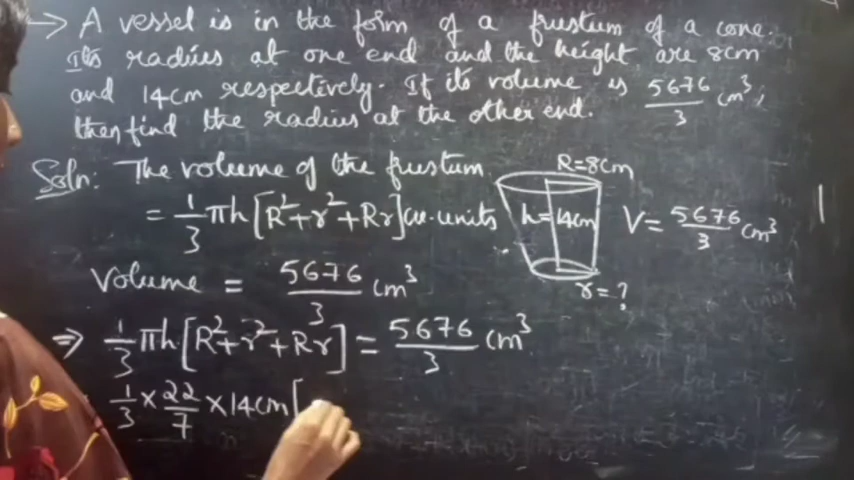 → A vessel is in the form of a frustum of a cone.
Its radius at one end and the height are 8cm
and 14cm respectively. If its volume is 5676/3 cm³,
then find the radius at the other end.
Soln: The volume of the frustum
R=8cm
= 1/3 πh[R²+r²+Rr] cu.units
h=14cm
V= 5676/3 cm³
r=?
Volume = 5676/3 cm³
⇒ 1/3 πh[R²+r²+Rr] = 5676/3 cm³
1/3 × 22/7 × 14cm[